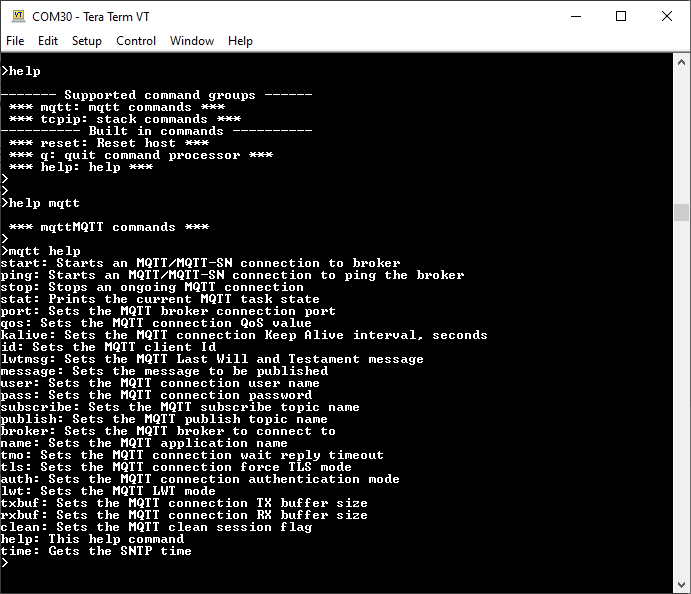 COM30 - Tera Term VT
File Edit Setup Control Window Help
>help
------- Supported command groups ------
*** mqtt: mqtt commands ***
*** tcpip: stack commands ***
---------- Built in commands ----------
*** reset: Reset host ***
*** q: quit command processor ***
*** help: help ***
>
>
>help mqtt
*** mqttMQTT commands ***
>
>mqtt help
start: Starts an MQTT/MQTT-SN connection to broker
ping: Starts an MQTT/MQTT-SN connection to ping the broker
stop: Stops an ongoing MQTT connection
stat: Prints the current MQTT task state
port: Sets the MQTT broker connection port
qos: Sets the MQTT connection QoS value
kalive: Sets the MQTT connection Keep Alive interval, seconds
id: Sets the MQTT client Id
lwtmsg: Sets the MQTT Last Will and Testament message
message: Sets the message to be published
user: Sets the MQTT connection user name
pass: Sets the MQTT connection password
subscribe: Sets the MQTT subscribe topic name
publish: Sets the MQTT publish topic name
broker: Sets the MQTT broker to connect to
name: Sets the MQTT application name
tmo: Sets the MQTT connection wait reply timeout
tls: Sets the MQTT connection force TLS mode
auth: Sets the MQTT connection authentication mode
lwt: Sets the MQTT LWT mode
txbuf: Sets the MQTT connection TX buffer size
rxbuf: Sets the MQTT connection RX buffer size
clean: Sets the MQTT clean session flag
help: This help command
time: Gets the SNTP time
>